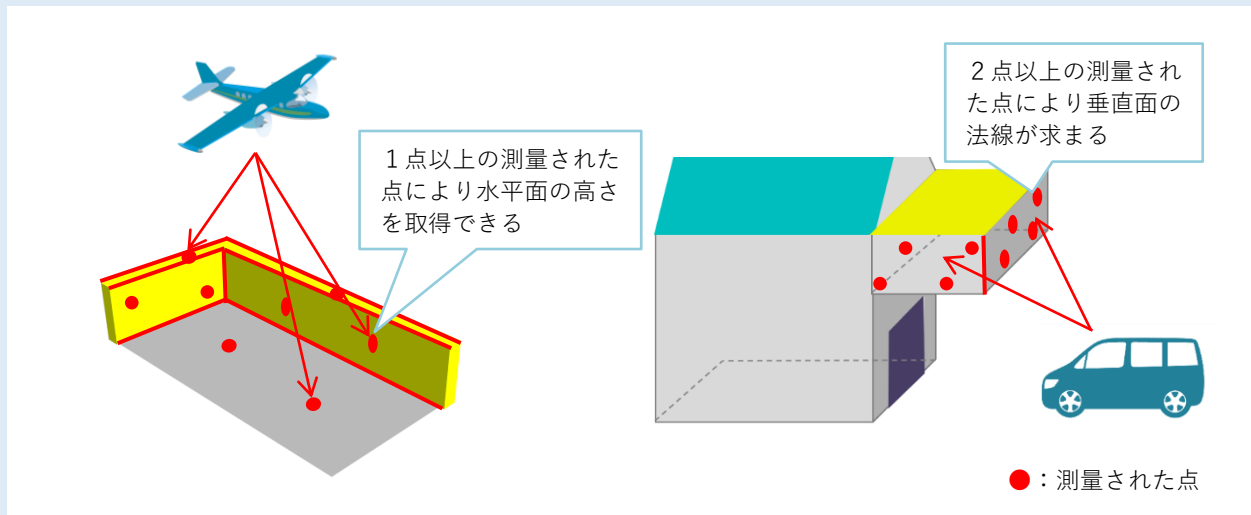 １点以上の測量された
点により水平面の高さ
を取得できる
２点以上の測量され
た点により垂直面の
法線が求まる
●：測量された点